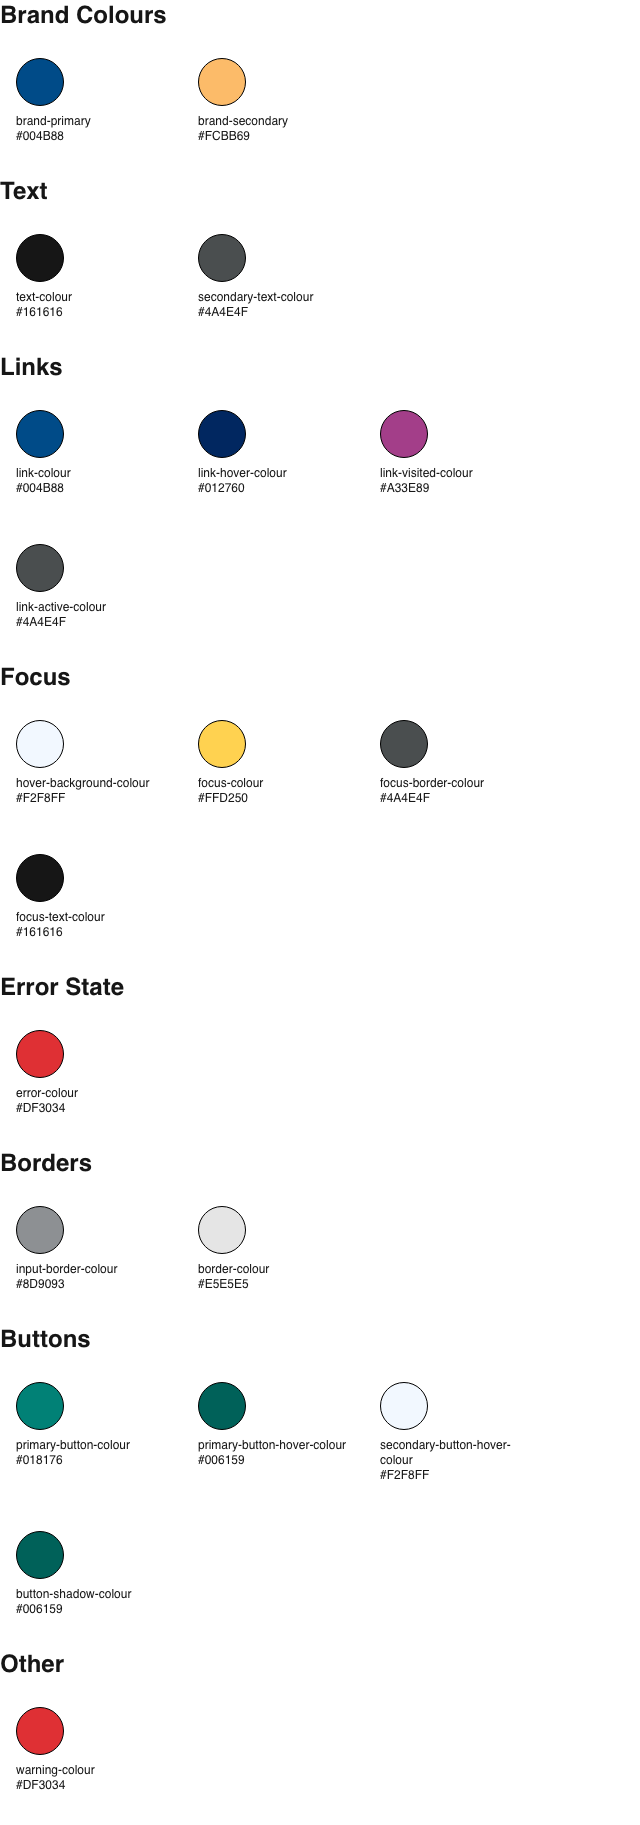 Brand Colours
brand-primary
#004B88
brand-secondary
#FCBB69
Text
text-colour
#161616
secondary-text-colour
#4A4E4F
Links
link-colour
#004B88
link-hover-colour
#012760
link-visited-colour
#A33E89
link-active-colour
#4A4E4F
Focus
hover-background-colour
#F2F8FF
focus-colour
#FFD250
focus-border-colour
#4A4E4F
focus-text-colour
#161616
Error State
error-colour
#DF3034
Borders
input-border-colour
#8D9093
border-colour
#E5E5E5
Buttons
primary-button-colour
#018176
primary-button-hover-colour
#006159
secondary-button-hover-
colour
#F2F8FF
button-shadow-colour
#006159
Other
warning-colour
#DF3034